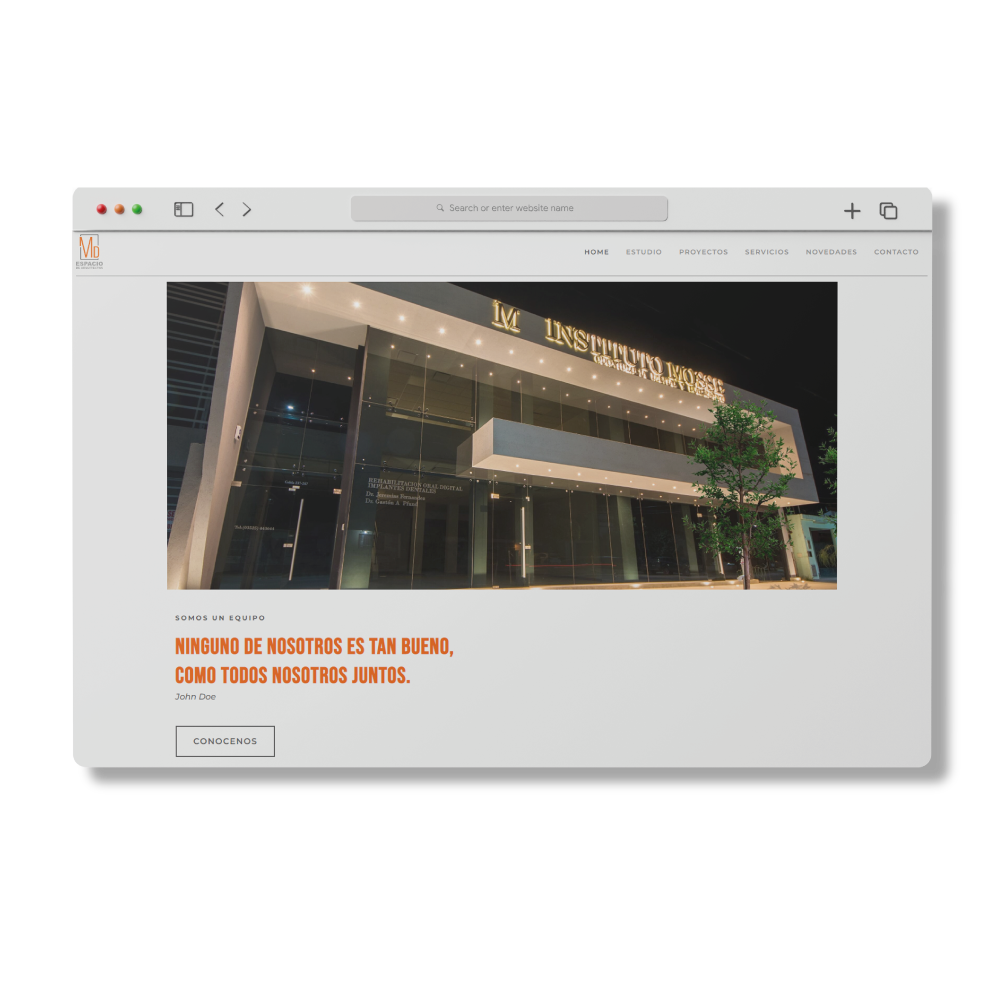 Search or enter website name
MD
ESPACIO
HOME ESTUDIO PROYECTOS SERVICIOS NOVEDADES CONTACTO
M INSTITUTO MOSSE
REHABILITACION ORAL DIGITAL
IMPLANTES DENTALES
SOMOS UN EQUIPO
NINGUNO DE NOSOTROS ES TAN BUENO,
COMO TODOS NOSOTROS JUNTOS.
John Doe
CONOCENOS